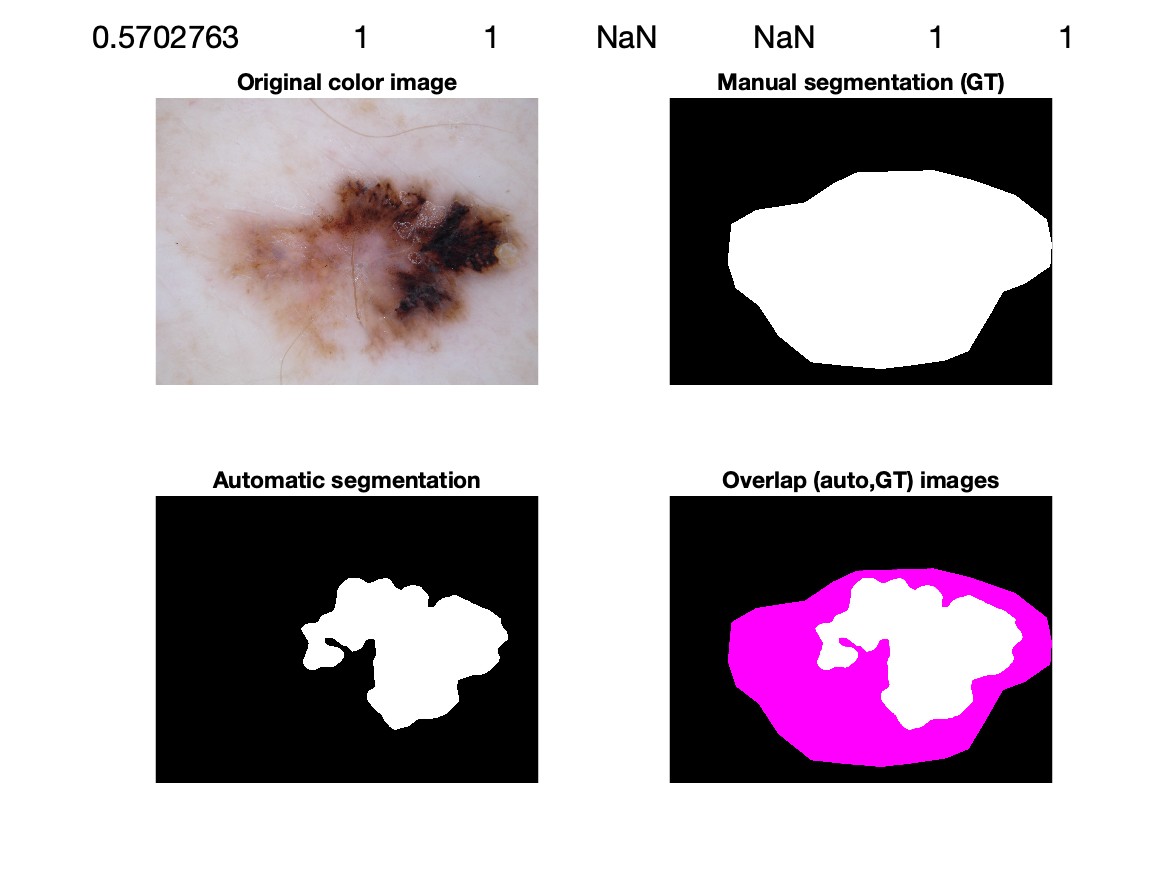 0.5702763 1 1 NaN NaN 1 1
Original color image
Manual segmentation (GT)
Automatic segmentation
Overlap (auto,GT) images